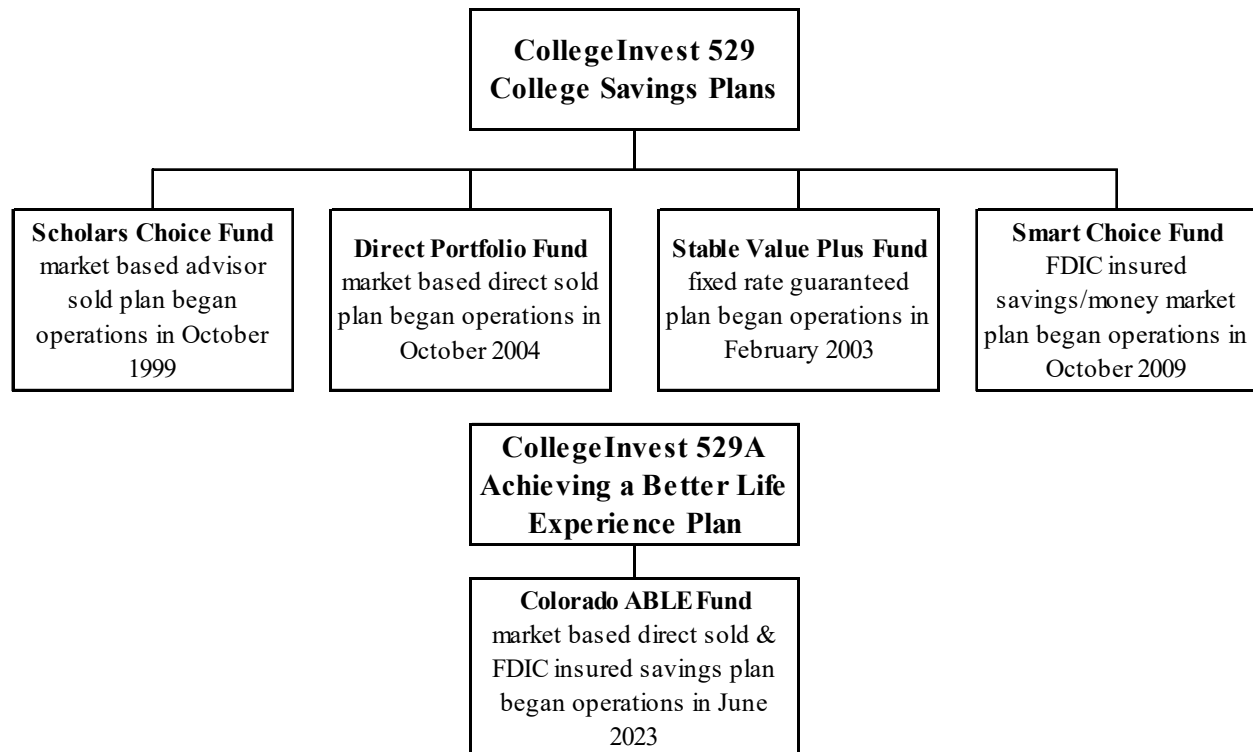 CollegeInvest 529
College Savings Plans
Scholars Choice Fund
market based advisor
sold plan began
operations in October
1999
Direct Portfolio Fund
market based direct sold
plan began operations in
October 2004
Stable Value Plus Fund
fixed rate guaranteed
plan began operations in
February 2003
Smart Choice Fund
FDIC insured
savings/money market
plan began operations in
October 2009
CollegeInvest 529A
Achieving a Better Life
Experience Plan
Colorado ABLE Fund
market based direct sold &
FDIC insured savings plan
began operations in June
2023